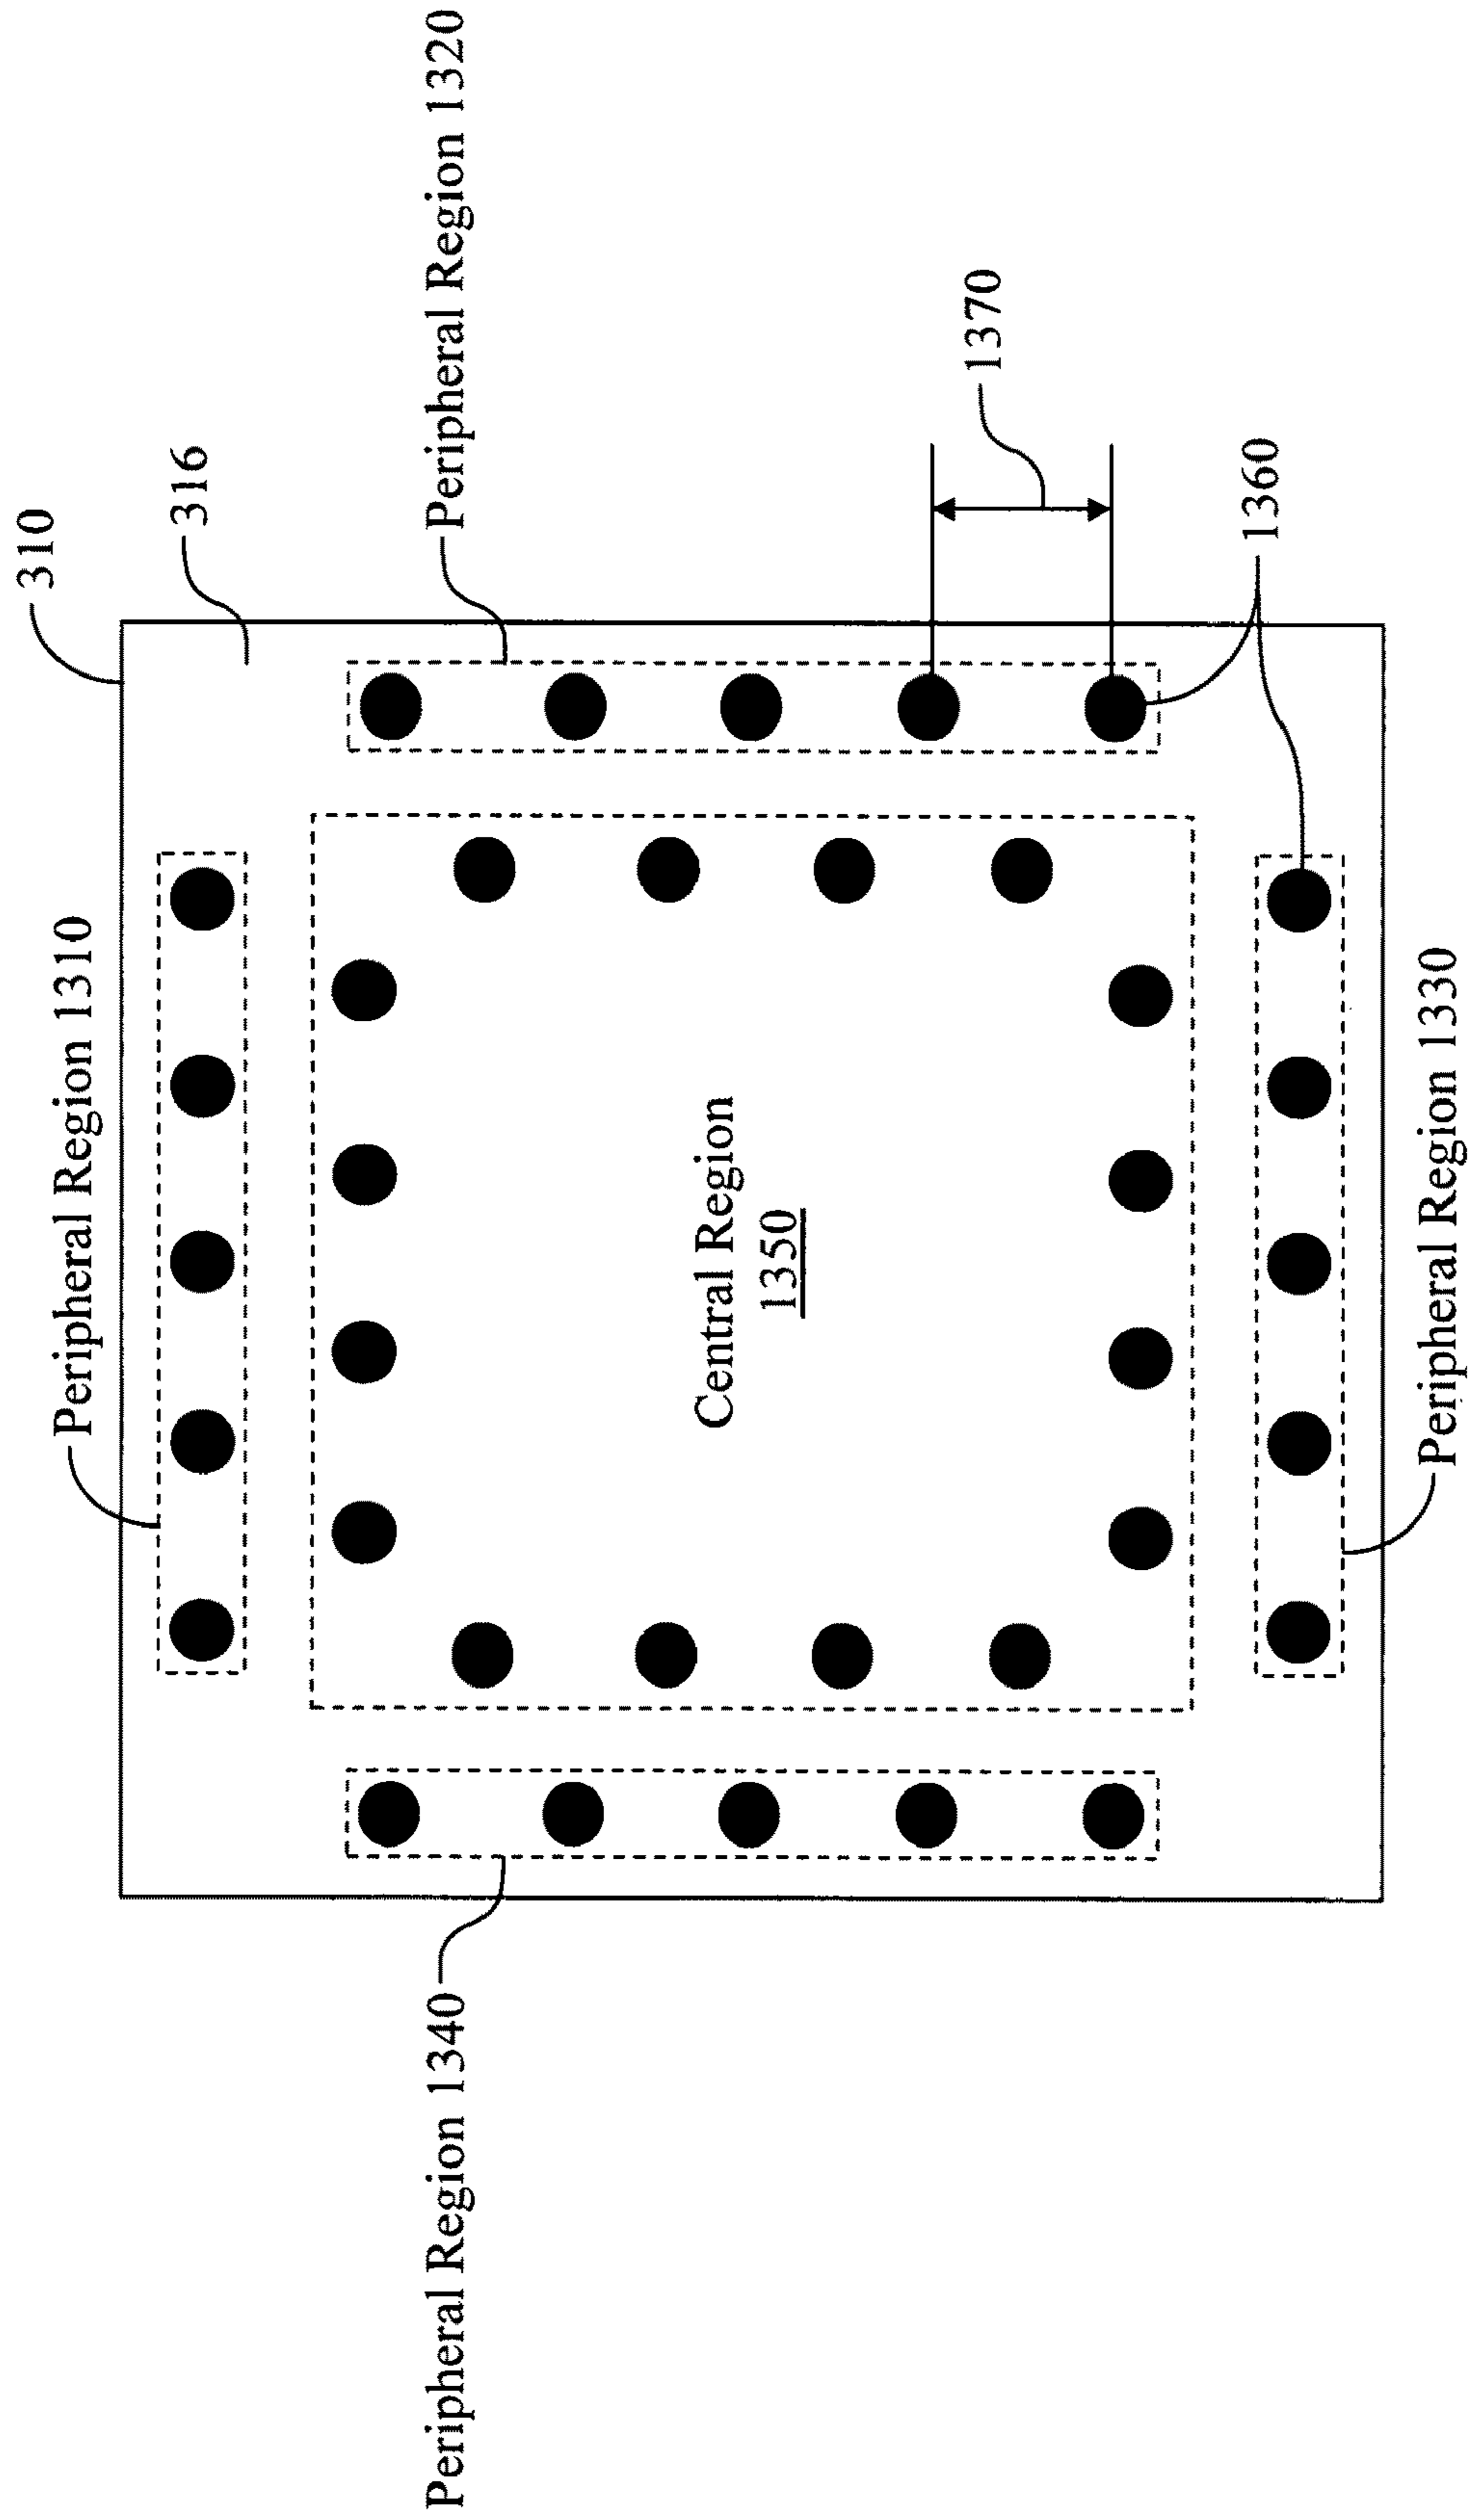 310
316
Peripheral Region 1310
Peripheral Region 1320
Peripheral Region 1340
Central Region
1350
1370
1360
Peripheral Region 1330